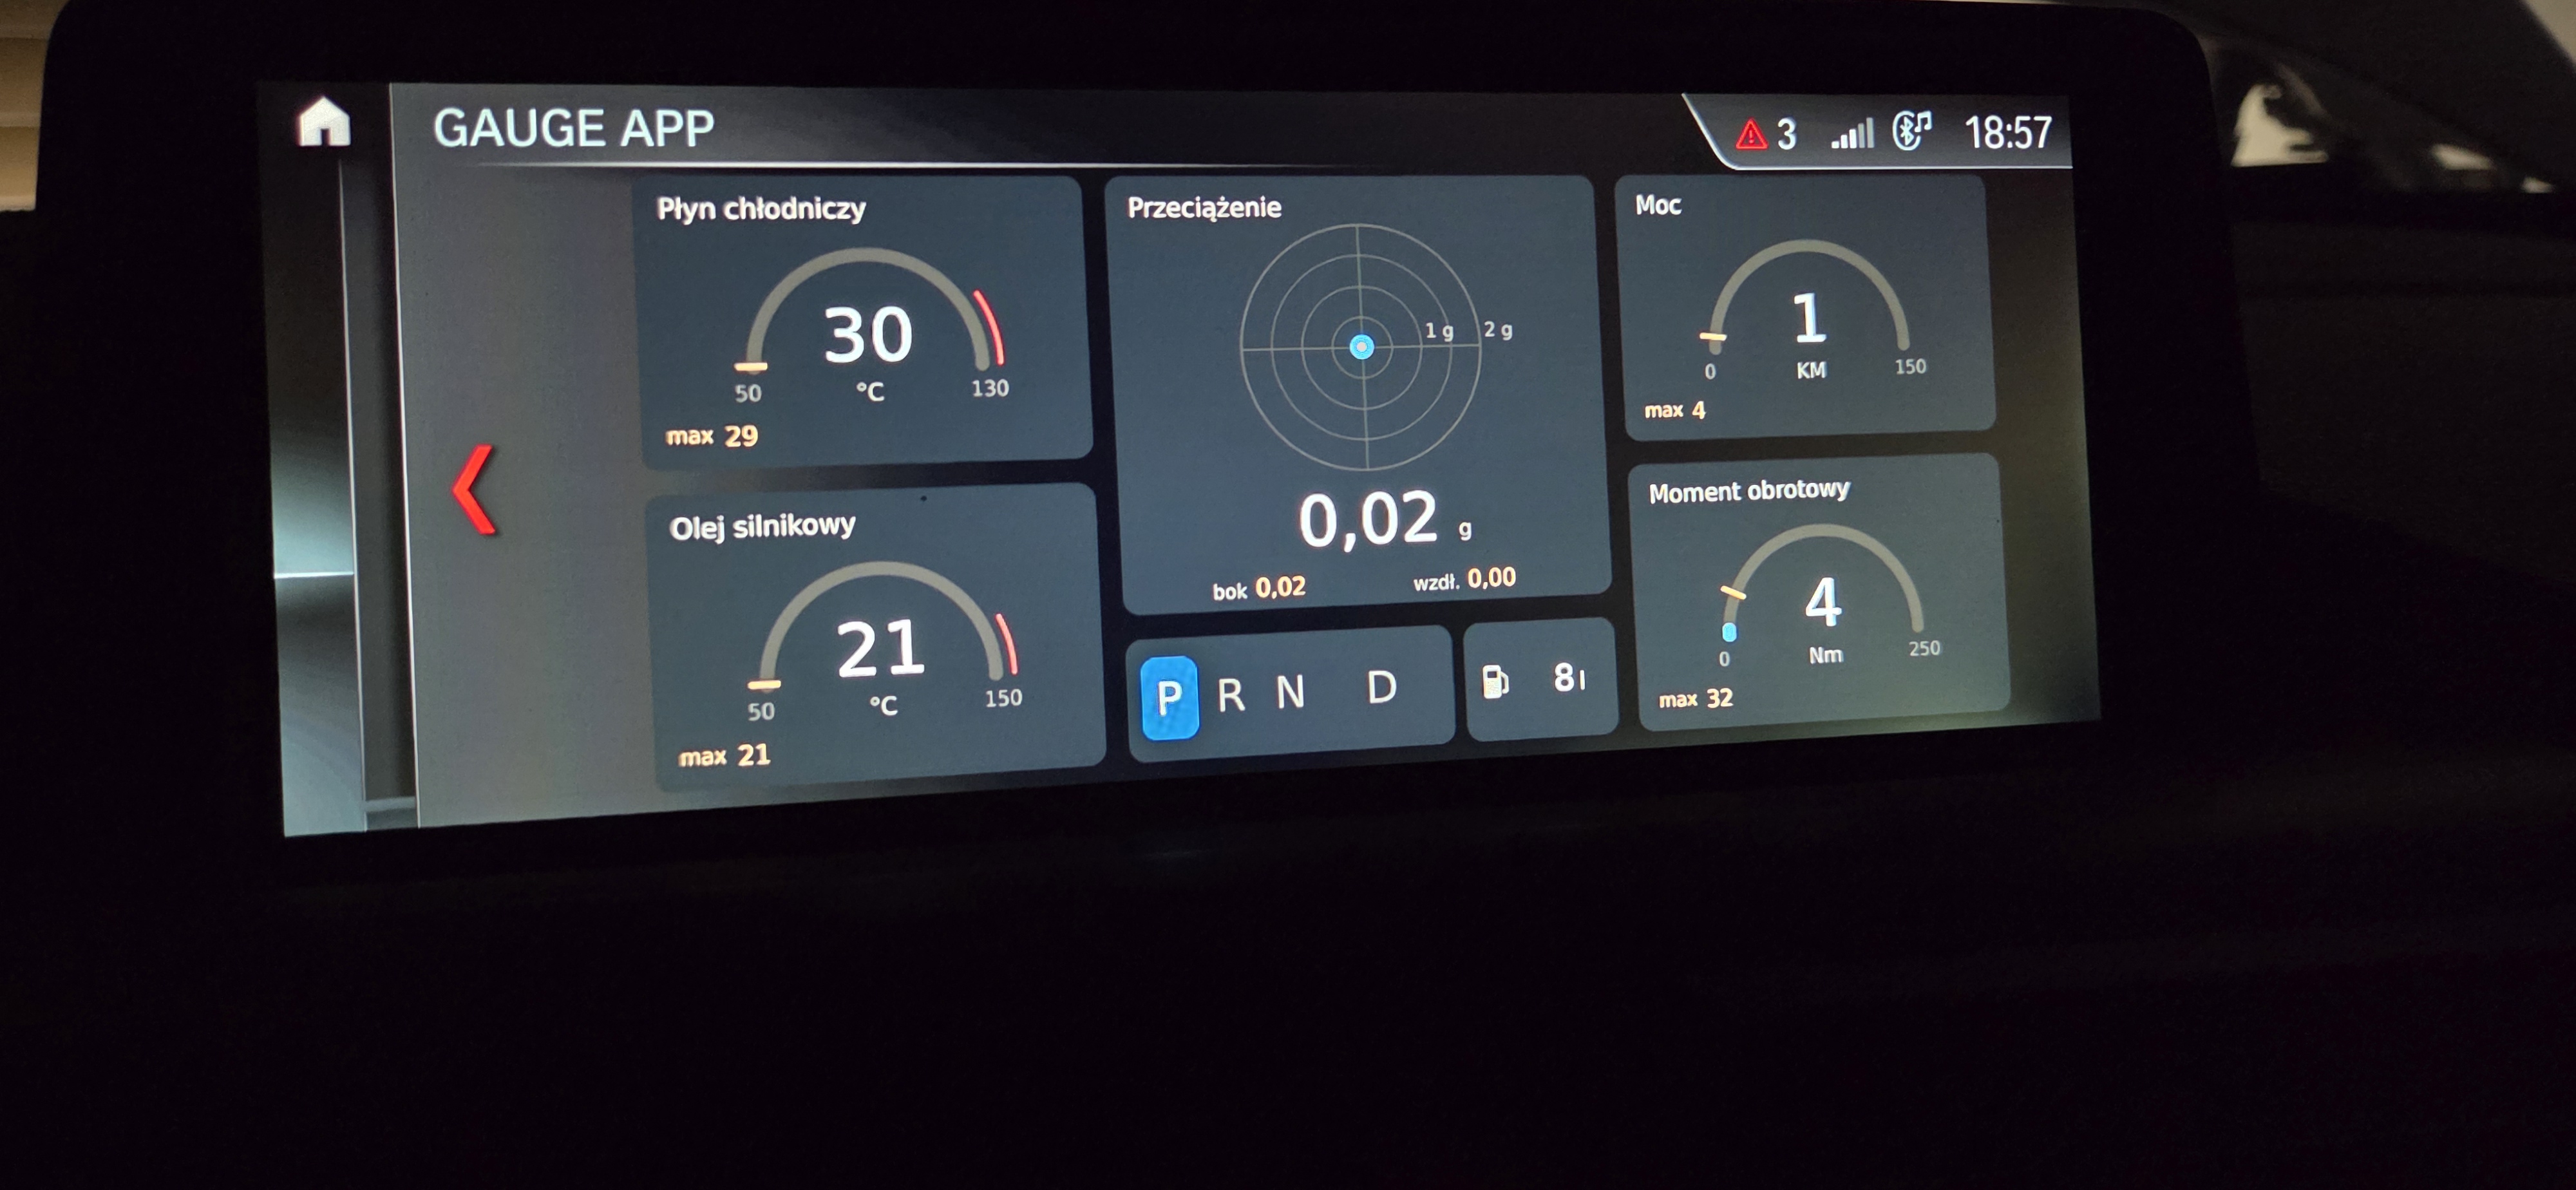 GAUGE APP
3 18:57
Płyn chłodniczy
30
°C
50 130
max 29
Olej silnikowy
21
°C
50 150
max 21
Przeciążenie
1 g 2 g
0,02 g
bok 0,02 wzdł. 0,00
P R N D
8l
Moc
1
0 KM 150
max 4
Moment obrotowy
4
0 Nm 250
max 32